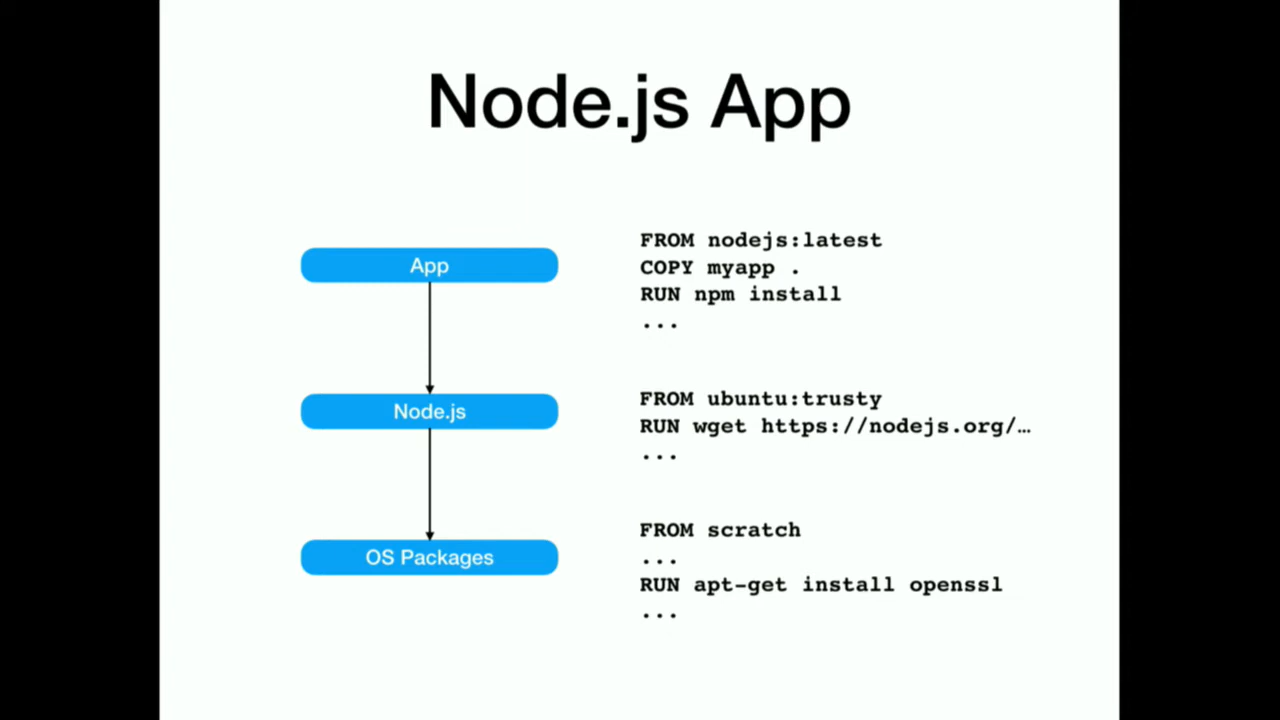 Node.js App
App
FROM nodejs:latest
COPY myapp .
RUN npm install
...
Node.js
FROM ubuntu:trusty
RUN wget https://nodejs.org/…
...
OS Packages
FROM scratch
...
RUN apt-get install openssl
...